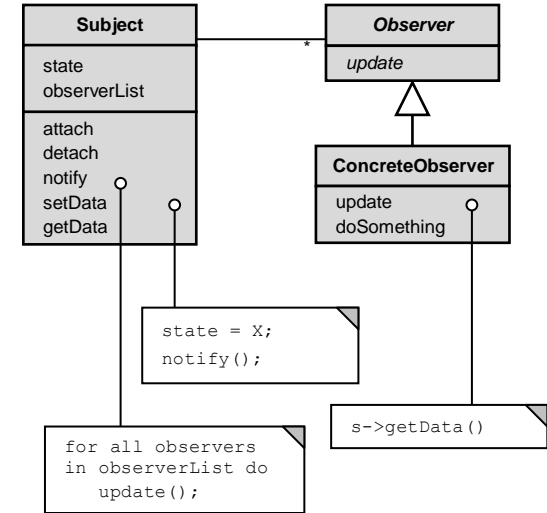 Subject
state
observerList
attach
detach
notify
setData
getData
*
Observer
update
ConcreteObserver
update
doSomething
state = X;
notify();
s->getData()
for all observers
in observerList do
update();